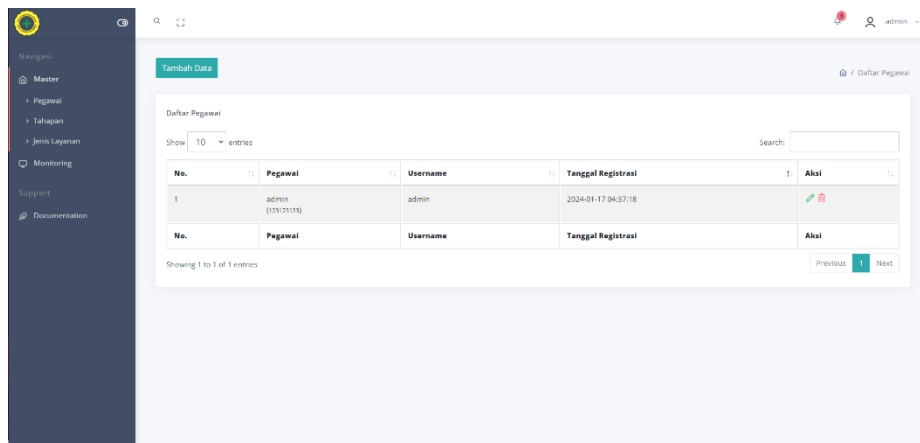 3
admin
Navigasi
Master
Pegawai
Tahapan
Jenis Layanan
Monitoring
Support
Documentation
Tambah Data
/ Daftar Pegawai
Daftar Pegawai
Show 10 entries
Search:
No. Pegawai Username Tanggal Registrasi Aksi
1 admin admin 2024-01-17 04:37:18
(123123123)
No. Pegawai Username Tanggal Registrasi Aksi
Showing 1 to 1 of 1 entries
Previous 1 Next